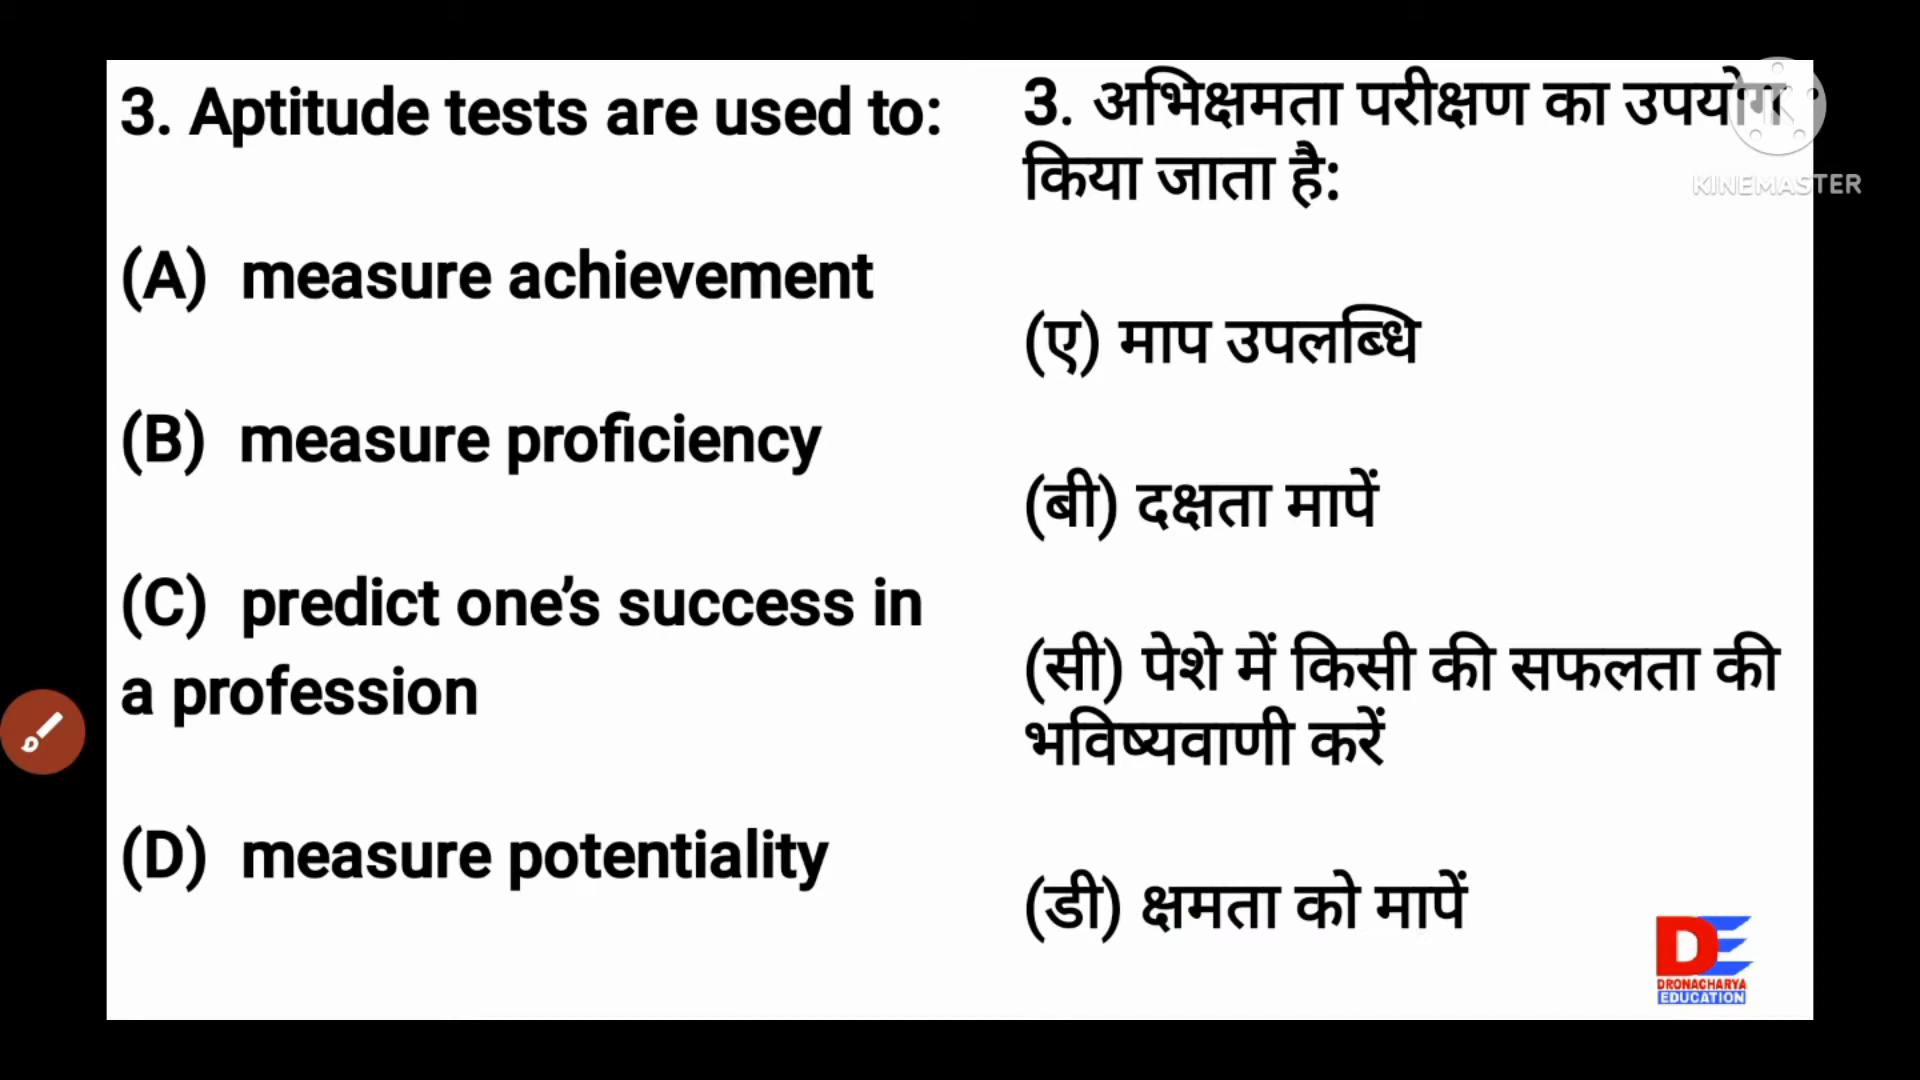 3. Aptitude tests are used to:
(A) measure achievement
(B) measure proficiency
(C) predict one’s success in
a profession
(D) measure potentiality
3. अभिक्षमता परीक्षण का उपयोग
किया जाता है:
(ए) माप उपलब्धि
(बी) दक्षता मापें
(सी) पेशे में किसी की सफलता की
भविष्यवाणी करें
(डी) क्षमता को मापें
KINEMASTER
DE
DRONACHARYA
EDUCATION